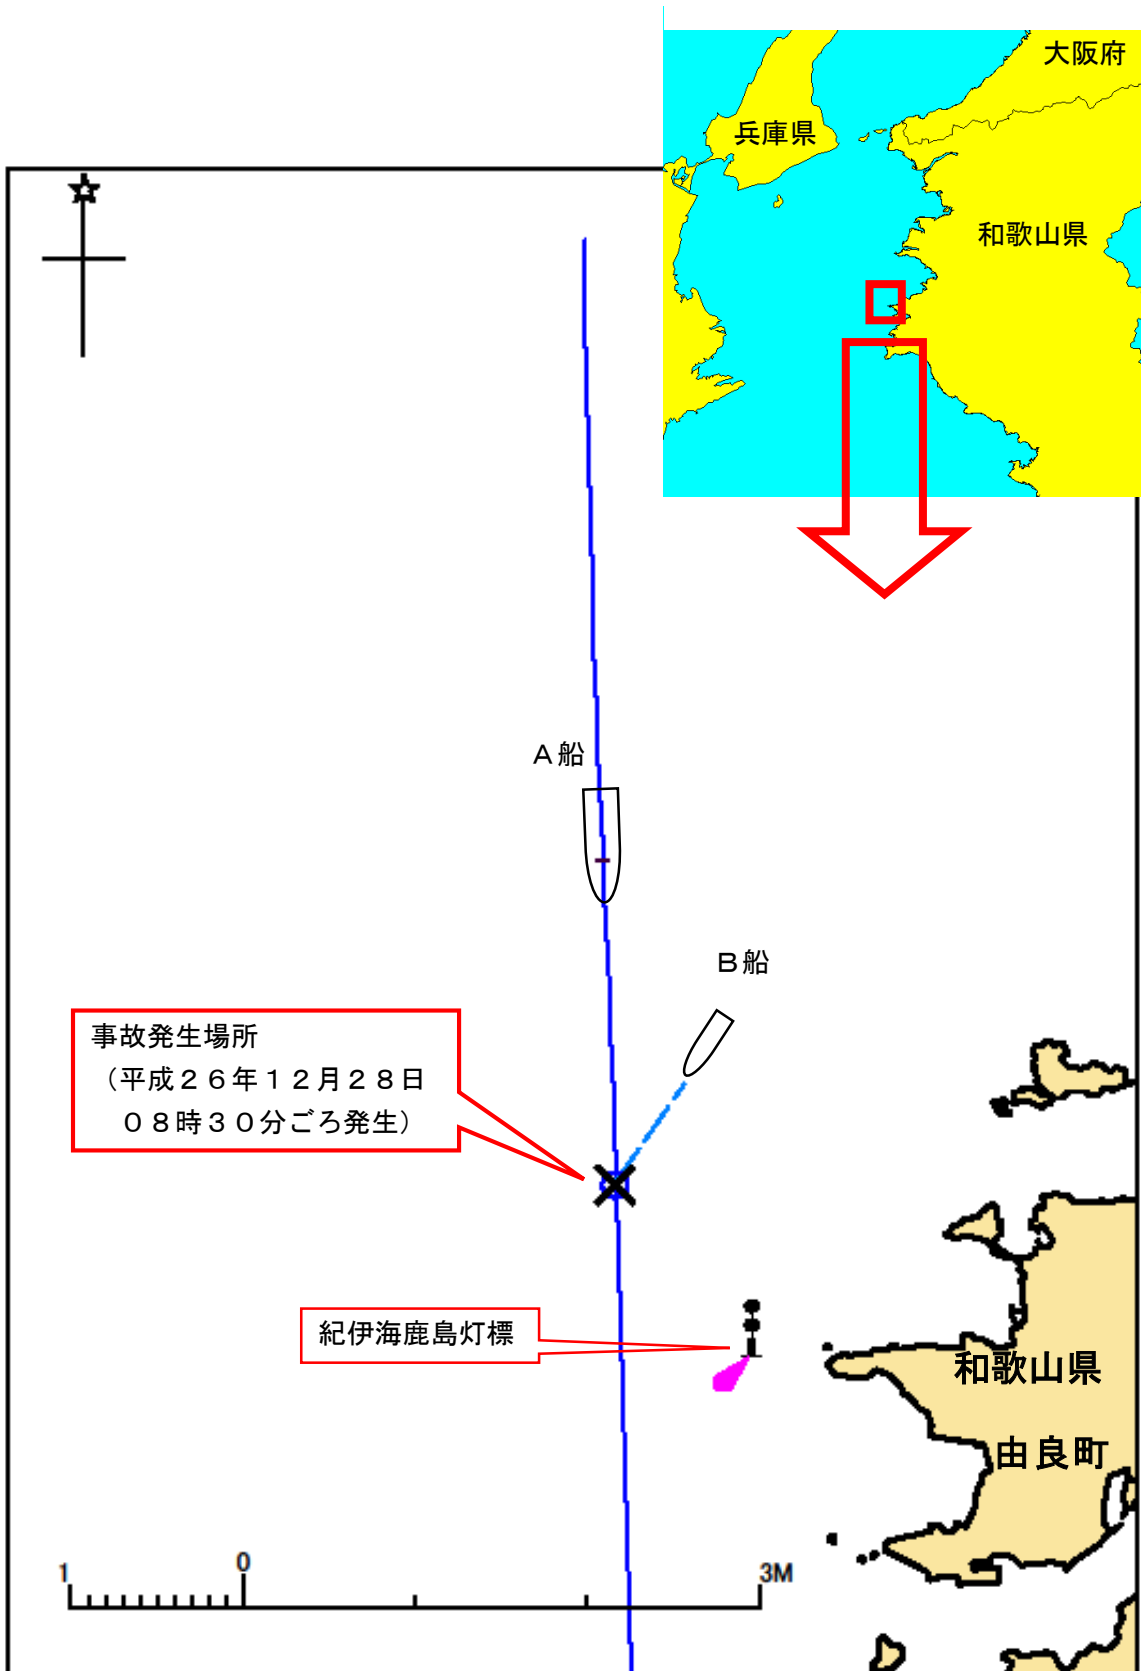 大阪府
兵庫県
和歌山県
Ａ船
Ｂ船
事故発生場所
（平成２６年１２月２８日
０８時３０分ごろ発生）
紀伊海鹿島灯標
和歌山県
由良町
1 0 3M